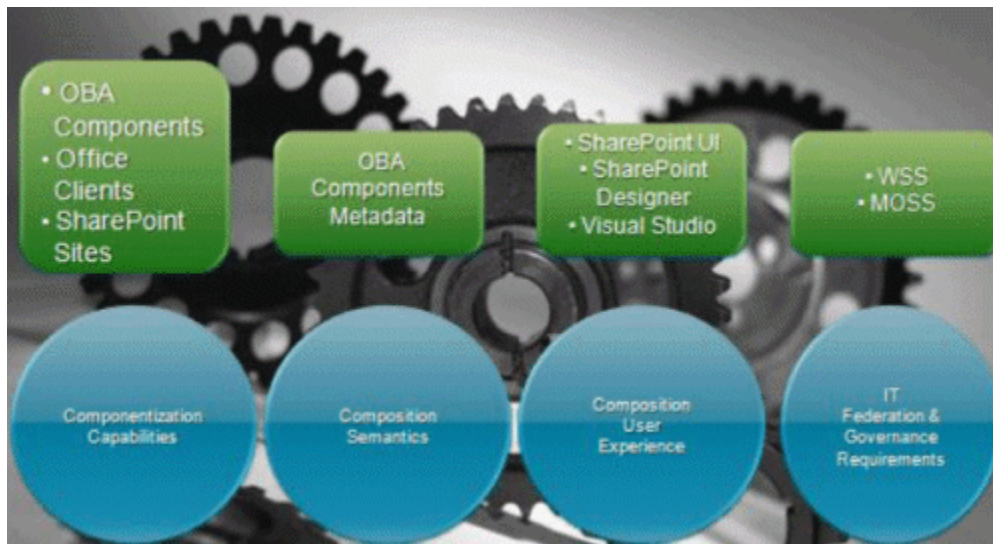 ▪ OBA
Components
• Office
Clients
• SharePoint
Sites
OBA
Components
Metadata
• SharePoint UI
• SharePoint
Designer
• Visual Studio
• WSS
• MOSS
Componentization
Capabilities
Composition
Semantics
Composition
User
Experience
IT
Federation &
Governance
Requirements